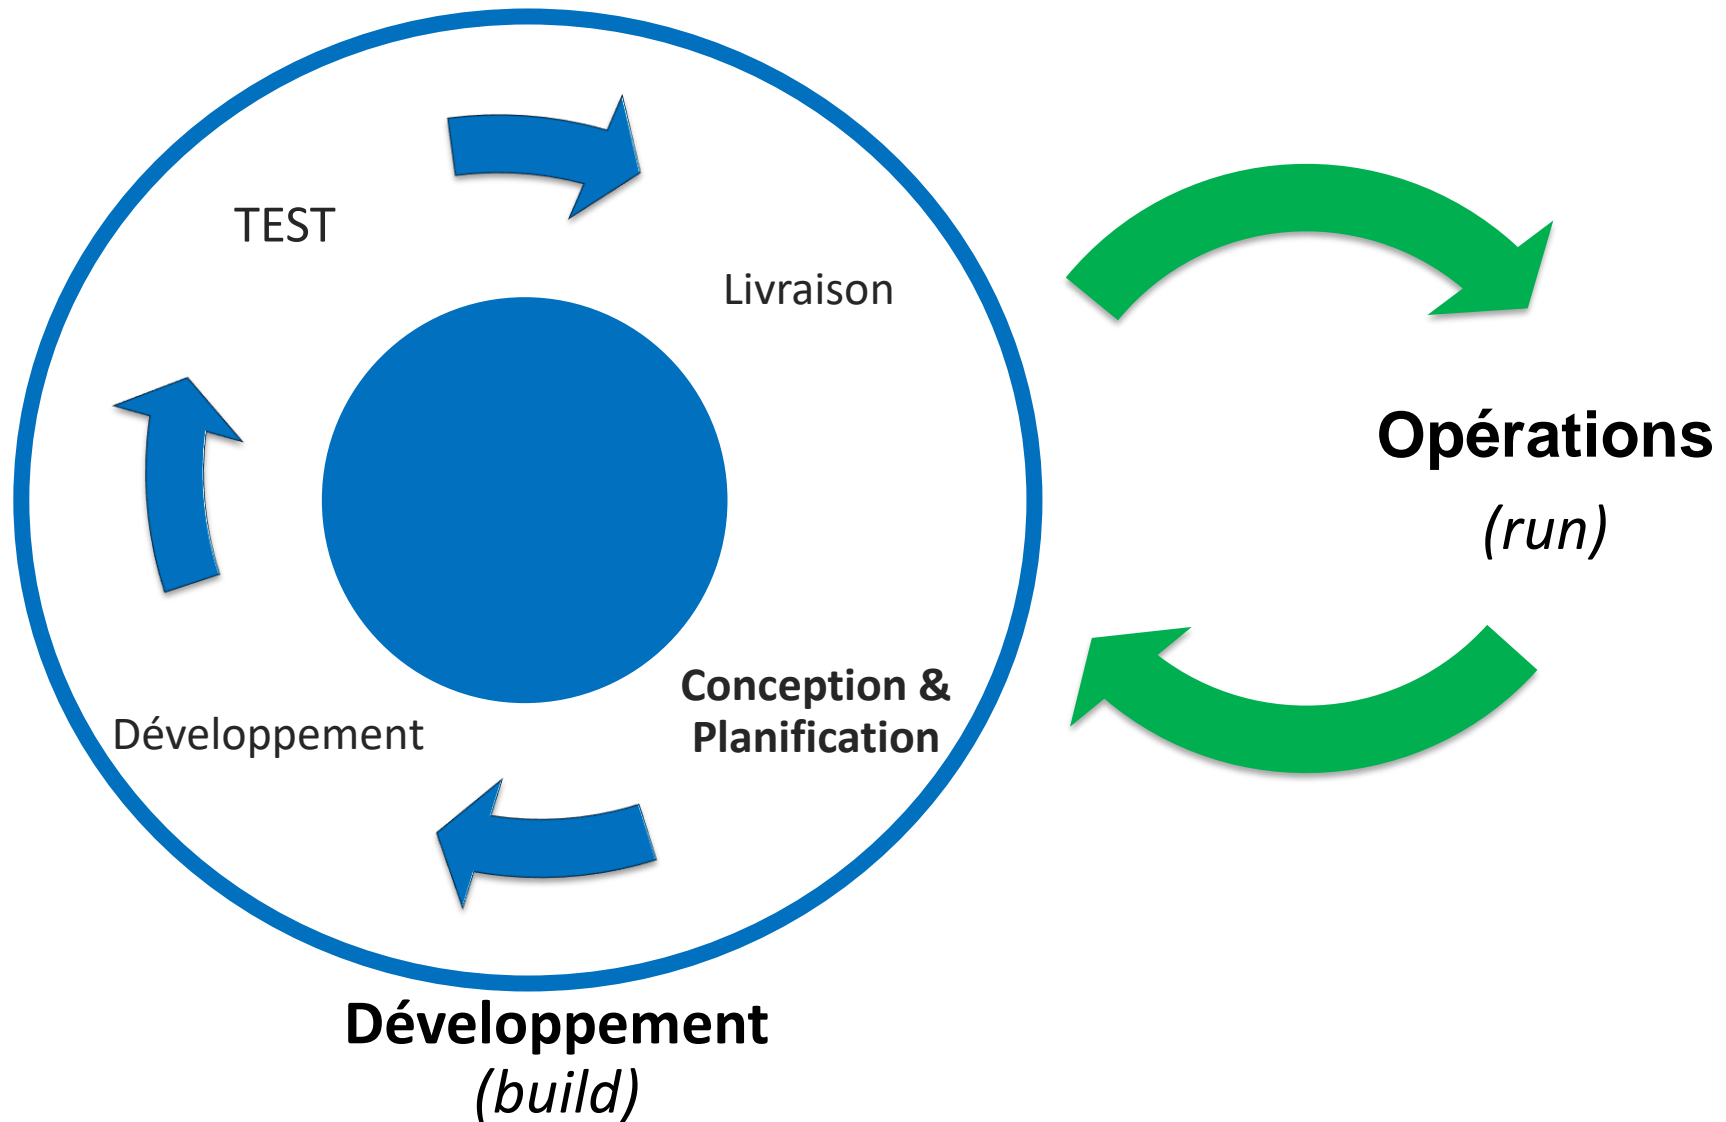 TEST
Livraison
Opérations
(run)
Conception &
Planification
Développement
Développement
(build)